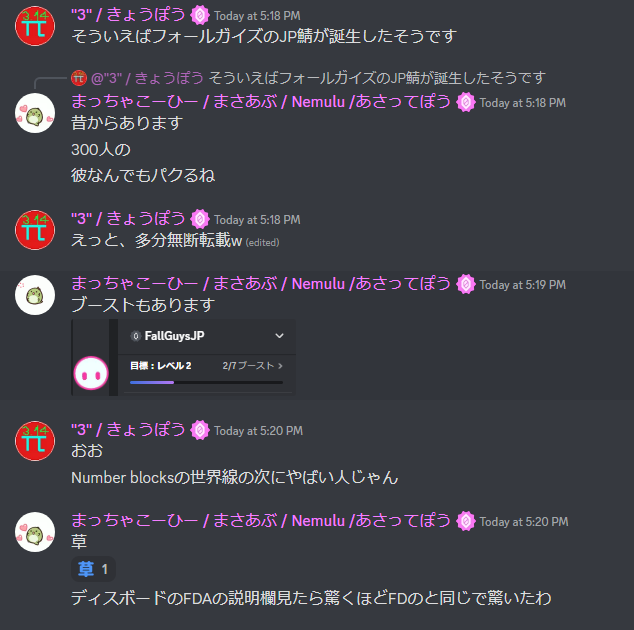 "3" / きょうぽう Today at 5:18 PM
そういえばフォールガイズのJP鯖が誕生したそうです
@"3" / きょうぽう そういえばフォールガイズのJP鯖が誕生したそうです
まっちゃこーひー / まさあぶ / Nemulu /あさってぽう Today at 5:18 PM
昔からあります
300人の
彼なんでもパクるね
3.14
π
"3" / きょうぽう Today at 5:18 PM
えっと、多分無断転載w (edited)
まっちゃこーひー / まさあぶ / Nemulu /あさってぽう Today at 5:19 PM
ブーストもあります
FallGuysJP
目標：レベル 2 2/7 ブースト >
3.14
π
"3" / きょうぽう Today at 5:20 PM
おお
Number blocksの世界線の次にやばい人じゃん
まっちゃこーひー / まさあぶ / Nemulu /あさってぽう Today at 5:20 PM
草
草 1
ディスボードのFDAの説明欄見たら驚くほどFDのと同じで驚いたわ